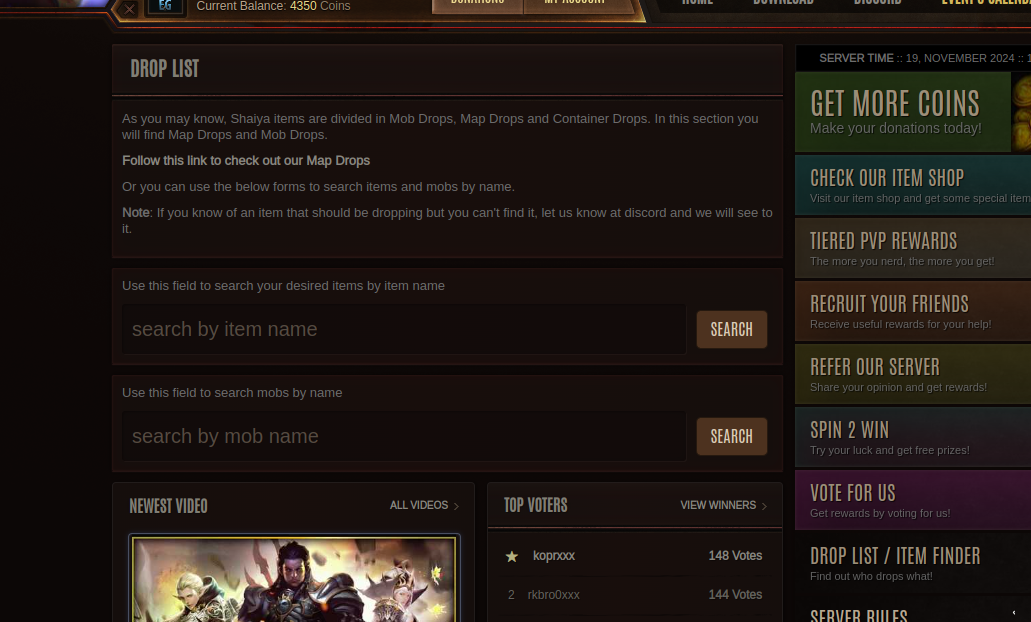 EG
Current Balance: 4350 Coins
DONATIONS
MY ACCOUNT
HOME
DOWNLOAD
DISCORD
DROP LIST
As you may know, Shaiya items are divided in Mob Drops, Map Drops and Container Drops. In this section you
will find Map Drops and Mob Drops.
Follow this link to check out our Map Drops
Or you can use the below forms to search items and mobs by name.
Note: If you know of an item that should be dropping but you can't find it, let us know at discord and we will see to
it.
Use this field to search your desired items by item name
search by item name
SEARCH
Use this field to search mobs by name
search by mob name
SEARCH
NEWEST VIDEO
ALL VIDEOS
TOP VOTERS
VIEW WINNERS
koprxxx 148 Votes
2 rkbro0xxx 144 Votes
SERVER TIME :: 19, NOVEMBER 2024 ::
GET MORE COINS
Make your donations today!
CHECK OUR ITEM SHOP
Visit our item shop and get some special item
TIERED PVP REWARDS
The more you nerd, the more you get!
RECRUIT YOUR FRIENDS
Receive useful rewards for your help!
REFER OUR SERVER
Share your opinion and get rewards!
SPIN 2 WIN
Try your luck and get free prizes!
VOTE FOR US
Get rewards by voting for us!
DROP LIST / ITEM FINDER
Find out who drops what!
SERVER RULES